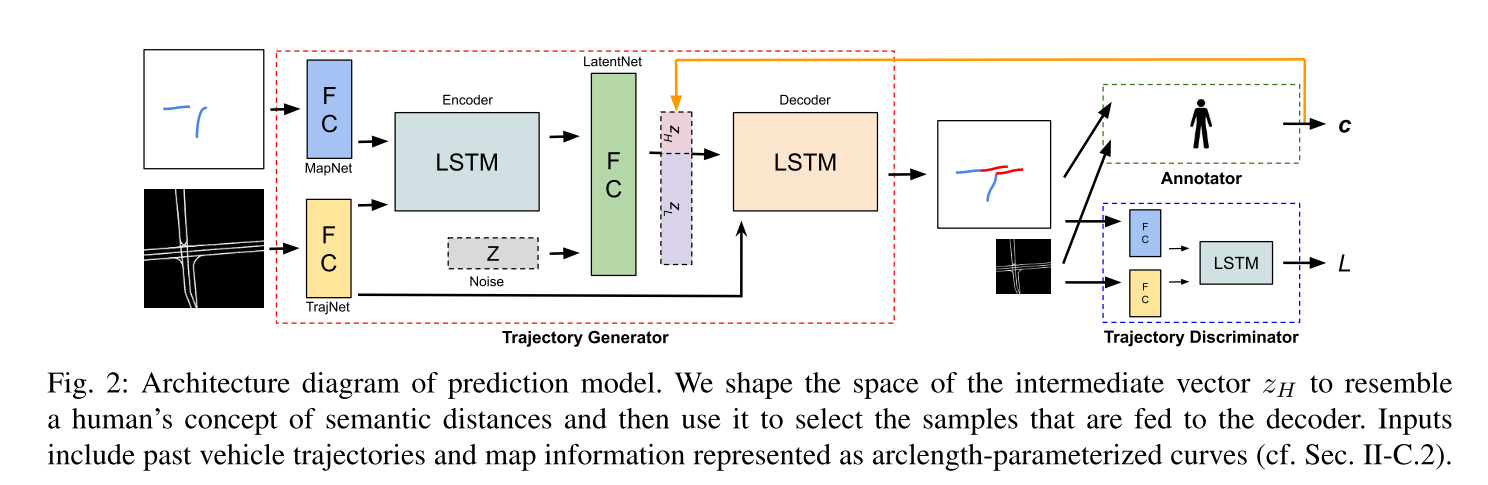 LatentNet
F
C
MapNet
Encoder
LSTM
F
C
TrajNet
Z
Noise
F
C
z_H
z_L
Decoder
LSTM
Trajectory Generator
c
Annotator
F
C
F
C
LSTM
L
Trajectory Discriminator
Fig. 2: Architecture diagram of prediction model. We shape the space of the intermediate vector z_H to resemble
a human's concept of semantic distances and then use it to select the samples that are fed to the decoder. Inputs
include past vehicle trajectories and map information represented as arclength-parameterized curves (cf. Sec. II-C.2).